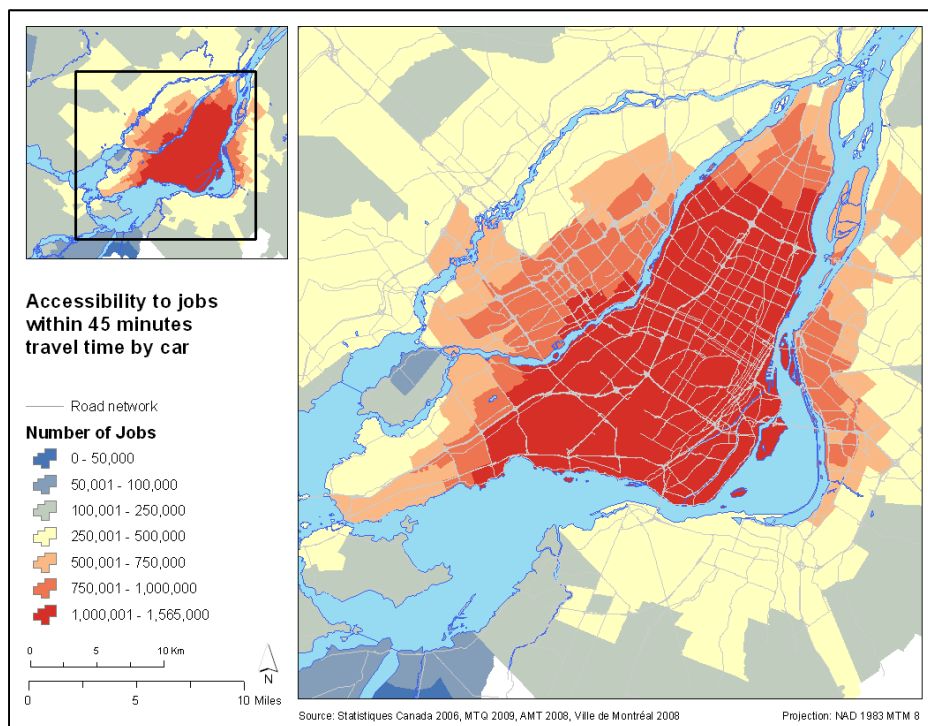 Accessibility to jobs
within 45 minutes
travel time by car
Road network
Number of Jobs
0 - 50,000
50,001 - 100,000
100,001 - 250,000
250,001 - 500,000
500,001 - 750,000
750,001 - 1,000,000
1,000,001 - 1,565,000
0 5 10 Km
N
0 5 10 Miles
Source: Statistiques Canada 2006, MTQ 2009, AMT 2008, Ville de Montréal 2008 Projection: NAD 1983 MTM 8